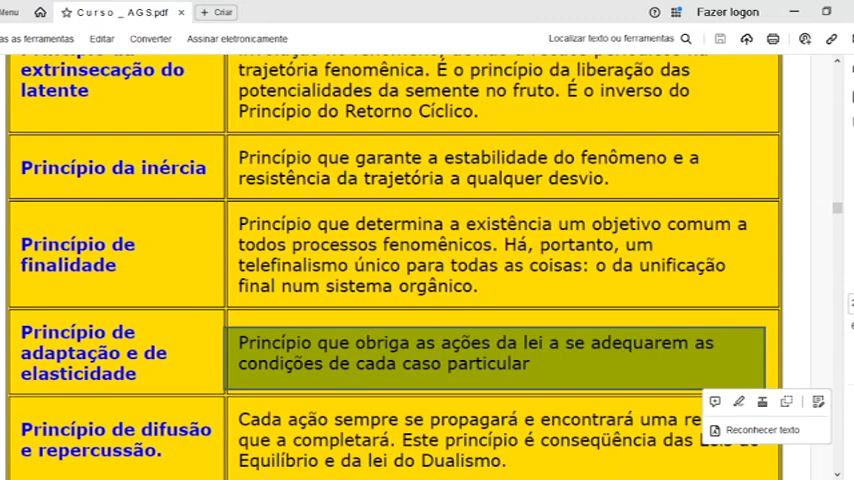 Menu
Curso_AGS.pdf
Criar
Fazer logon
as as ferramentas Editar Converter Assinar eletronicamente
Localizar texto ou ferramentas
extrinsecação do
latente
trajetória fenomênica. É o princípio da liberação das
potencialidades da semente no fruto. É o inverso do
Princípio do Retorno Cíclico.
Princípio da inércia
Princípio que garante a estabilidade do fenômeno e a
resistência da trajetória a qualquer desvio.
Princípio de
finalidade
Princípio que determina a existência um objetivo comum a
todos processos fenomênicos. Há, portanto, um
telefinalismo único para todas as coisas: o da unificação
final num sistema orgânico.
Princípio de
adaptação e de
elasticidade
Princípio que obriga as ações da lei a se adequarem as
condições de cada caso particular
Reconhecer texto
Princípio de difusão
e repercussão.
Cada ação sempre se propagará e encontrará uma re
que a completará. Este princípio é conseqüência das
Equilíbrio e da lei do Dualismo.